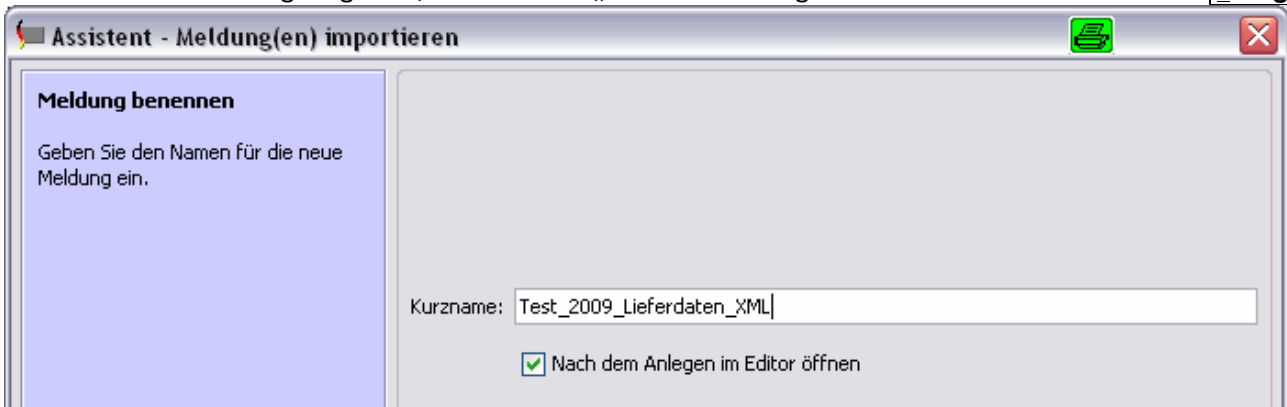 Assistent - Meldung(en) importieren
Meldung benennen
Geben Sie den Namen für die neue
Meldung ein.
Kurzname: Test_2009_Lieferdaten_XML
Nach dem Anlegen im Editor öffnen